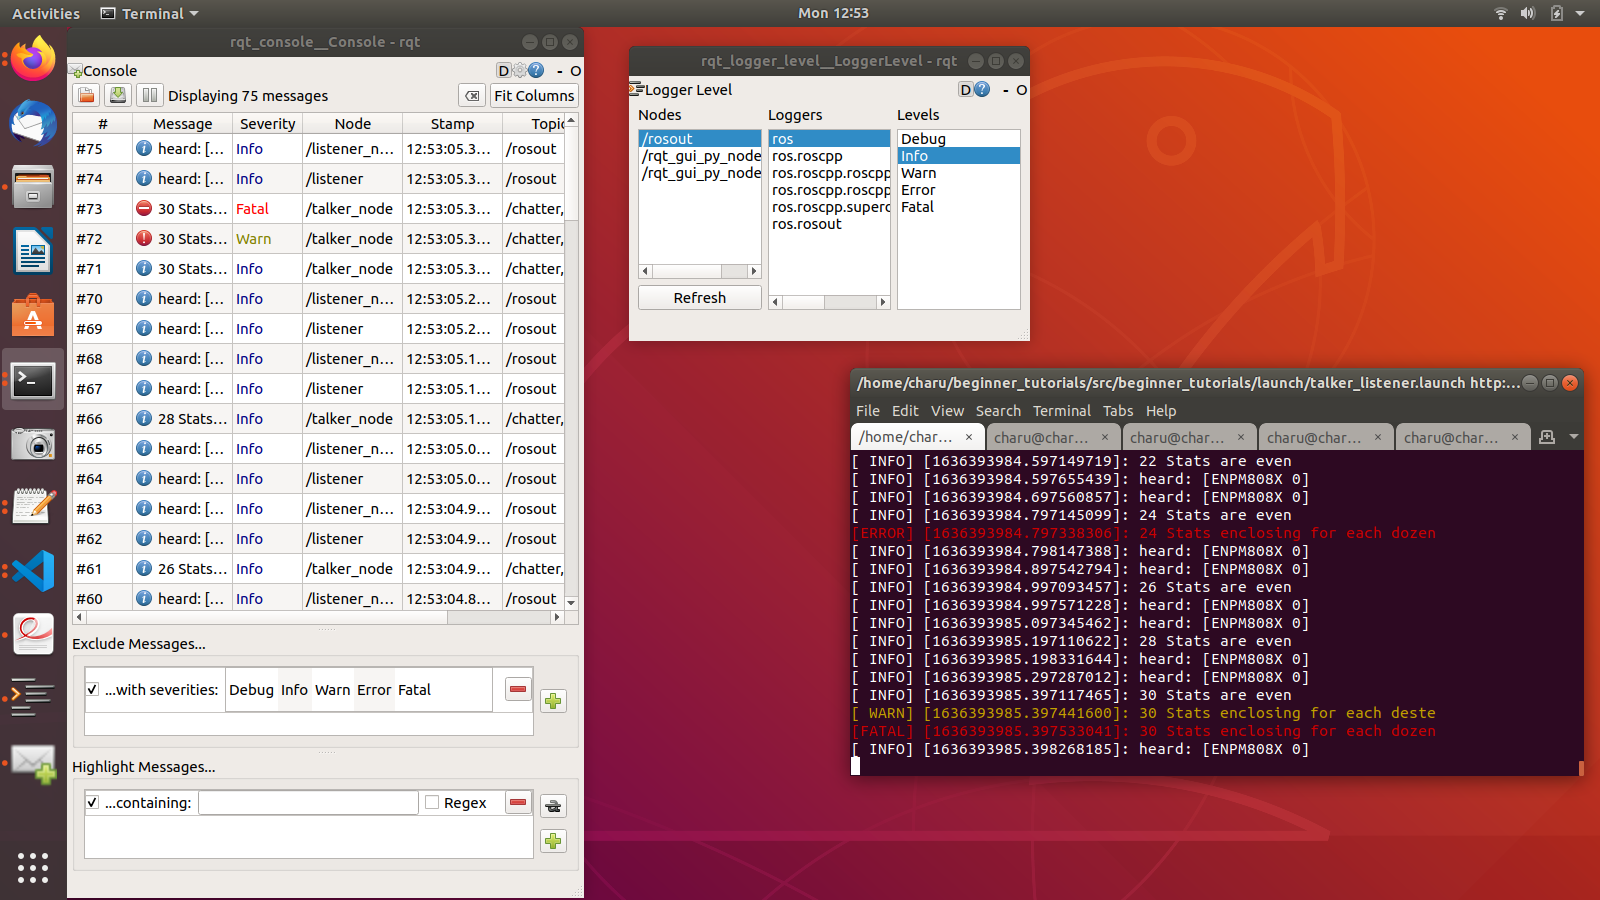 Activities
Terminal
Mon 12:53
rqt_console__Console - rqt
Console
D
- O
Displaying 75 messages
Fit Columns
# Message Severity Node Stamp Topic
#75 heard: [... Info /listener_n... 12:53:05.3... /rosout
#74 heard: [... Info /listener 12:53:05.3... /rosout
#73 30 Stats... Fatal /talker_node 12:53:05.3... /chatter,
#72 30 Stats... Warn /talker_node 12:53:05.3... /chatter,
#71 30 Stats... Info /talker_node 12:53:05.3... /chatter,
#70 heard: [... Info /listener_n... 12:53:05.2... /rosout
#69 heard: [... Info /listener 12:53:05.2... /rosout
#68 heard: [... Info /listener_n... 12:53:05.1... /rosout
#67 heard: [... Info /listener 12:53:05.1... /rosout
#66 28 Stats... Info /talker_node 12:53:05.1... /chatter,
#65 heard: [... Info /listener_n... 12:53:05.0... /rosout
#64 heard: [... Info /listener 12:53:05.0... /rosout
#63 heard: [... Info /listener_n... 12:53:04.9... /rosout
#62 heard: [... Info /listener 12:53:04.9... /rosout
#61 26 Stats... Info /talker_node 12:53:04.9... /chatter,
#60 heard: [... Info /listener_n... 12:53:04.8... /rosout
Exclude Messages...
...with severities: Debug Info Warn Error Fatal
Highlight Messages...
...containing: Regex
rqt_logger_level__LoggerLevel - rqt
Logger Level
D
- O
Nodes Loggers Levels
/rosout ros Debug
/rqt_gui_py_node ros.roscpp Info
/rqt_gui_py_node ros.roscpp.roscpp Warn
ros.roscpp.roscpp Error
ros.roscpp.superc Fatal
ros.rosout
Refresh
/home/charu/beginner_tutorials/src/beginner_tutorials/launch/talker_listener.launch http:...
File Edit View Search Terminal Tabs Help
/home/char... charu@char... charu@char... charu@char... charu@char...
[ INFO] [1636393984.597149719]: 22 Stats are even
[ INFO] [1636393984.597655439]: heard: [ENPM808X 0]
[ INFO] [1636393984.697560857]: heard: [ENPM808X 0]
[ INFO] [1636393984.797145099]: 24 Stats are even
[ERROR] [1636393984.797338306]: 24 Stats enclosing for each dozen
[ INFO] [1636393984.798147388]: heard: [ENPM808X 0]
[ INFO] [1636393984.897542794]: heard: [ENPM808X 0]
[ INFO] [1636393984.997093457]: 26 Stats are even
[ INFO] [1636393984.997571228]: heard: [ENPM808X 0]
[ INFO] [1636393985.097345462]: heard: [ENPM808X 0]
[ INFO] [1636393985.197110622]: 28 Stats are even
[ INFO] [1636393985.198331644]: heard: [ENPM808X 0]
[ INFO] [1636393985.297287012]: heard: [ENPM808X 0]
[ INFO] [1636393985.397117465]: 30 Stats are even
[ WARN] [1636393985.397441600]: 30 Stats enclosing for each deste
[FATAL] [1636393985.397533041]: 30 Stats enclosing for each dozen
[ INFO] [1636393985.398268185]: heard: [ENPM808X 0]